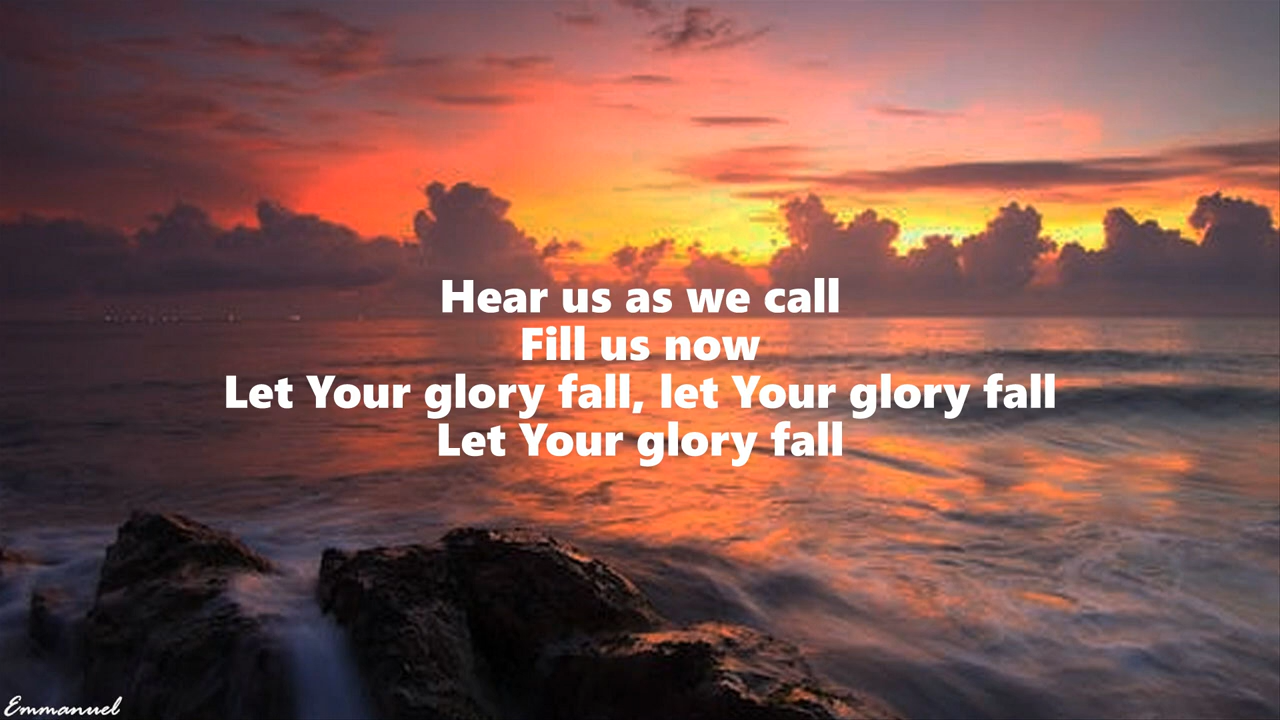 Hear us as we call
Fill us now
Let Your glory fall, let Your glory fall
Let Your glory fall
Emmanuel